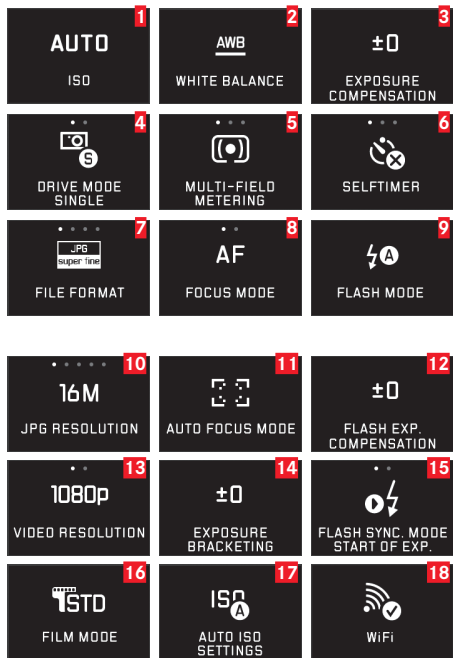 1
AUTO
ISO
2
AWB
WHITE BALANCE
3
±0
EXPOSURE
COMPENSATION
4
S
DRIVE MODE
SINGLE
5
MULTI-FIELD
METERING
6
SELFTIMER
7
JPG
super fine
FILE FORMAT
8
AF
FOCUS MODE
9
A
FLASH MODE
10
16M
JPG RESOLUTION
11
AUTO FOCUS MODE
12
±0
FLASH EXP.
COMPENSATION
13
1080p
VIDEO RESOLUTION
14
±0
EXPOSURE
BRACKETING
15
FLASH SYNC. MODE
START OF EXP.
16
STD
FILM MODE
17
ISO
A
AUTO ISO
SETTINGS
18
WiFi